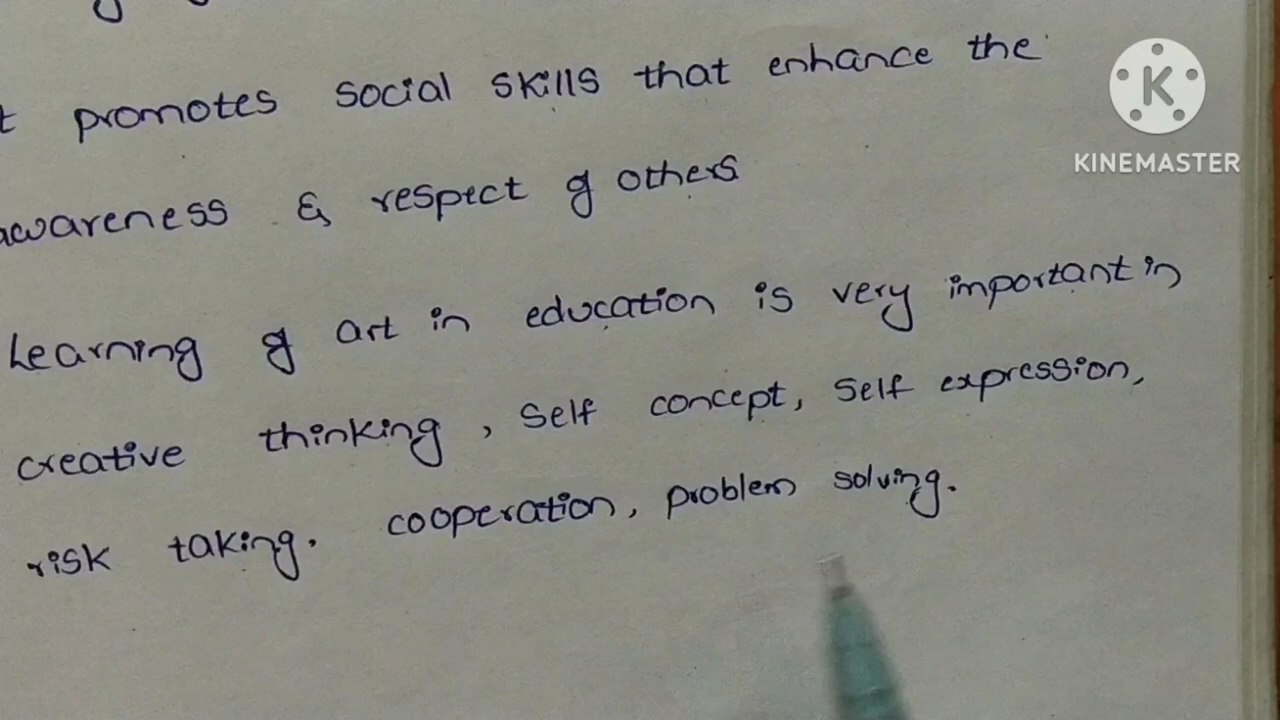 t promotes social skills that enhance the
awareness & respect of others
Learning of art in education is very important in
creative thinking, self concept, self expression,
risk taking. cooperation, problem solving.
K
KINEMASTER